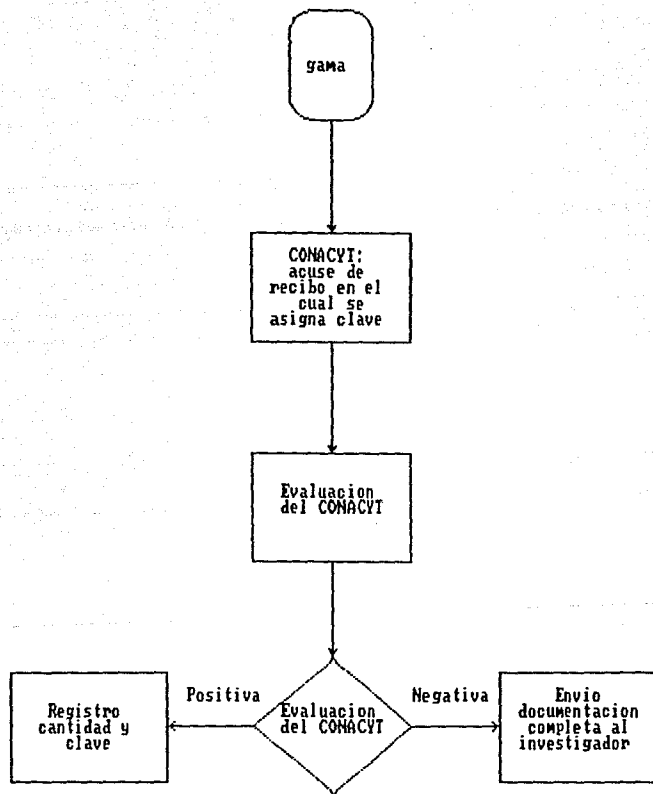 gama
CONACYT:
acuse de
recibo en el
cual se
asigna clave
Evaluacion
del CONACYT
Positiva
Negativa
Registro
cantidad y
clave
Evaluacion
del CONACYT
Envio
documentacion
completa al
investigador